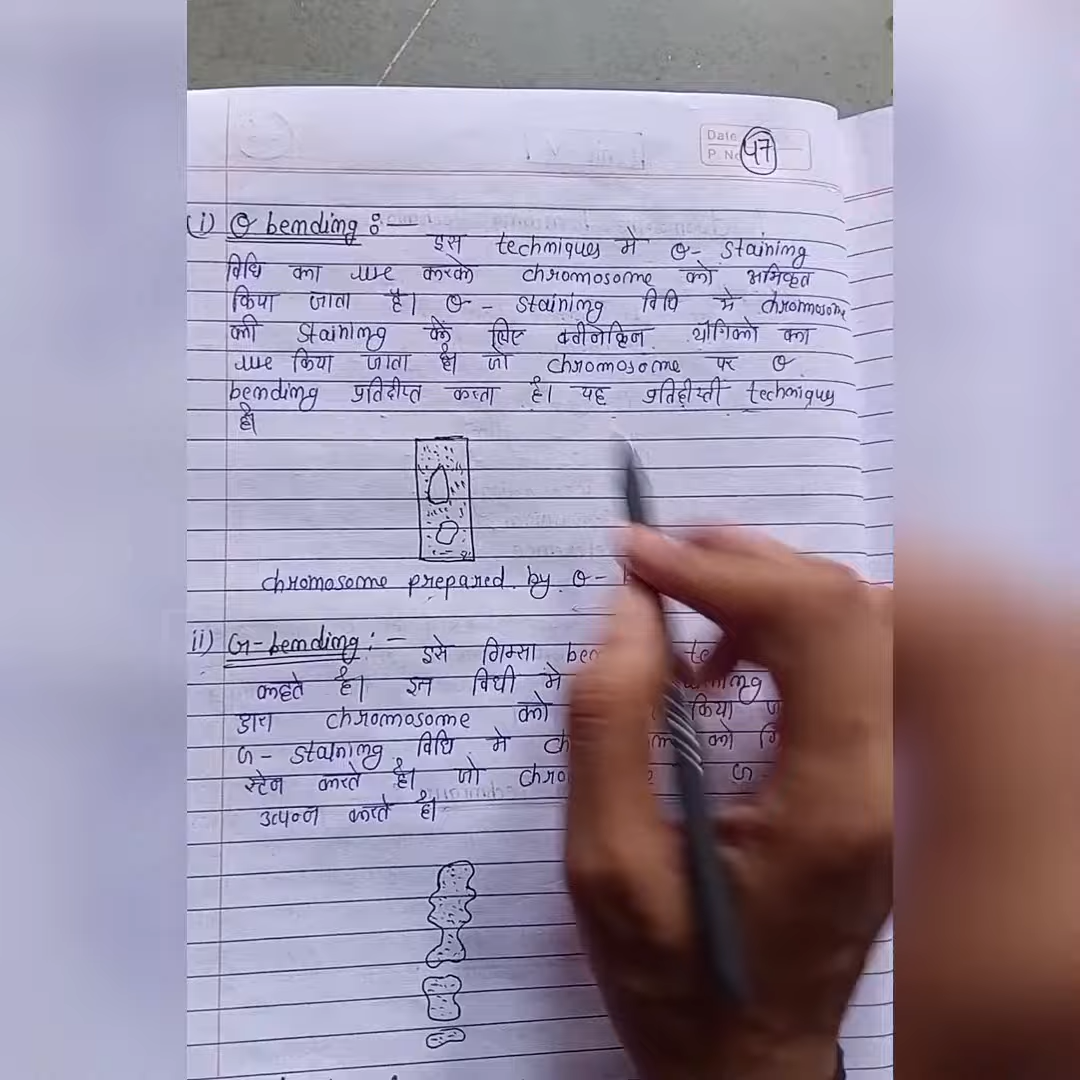 Date
P. No
47
(i) Q bending :—
इस techniques मे Q- Staining
विधि का use करके chromosome को अभिकृत
किया जाता है। Q - staining विधि मे chromosome
की Staining के लिए क्वीनेक्रिन यौगिको का
use किया जाता है। जो chromosome पर Q
bending प्रतिदीप्त करता है। यह प्रतिदीप्ती techniques
है।
chromosome prepared by Q-
ii) G-bending : -
इसे गिम्सा
कहते है। इस विधी मे
द्वारा chromosome को किया
G- staining विधि मे को
स्टेन करते है। जो G-
उत्पन्न करते है।